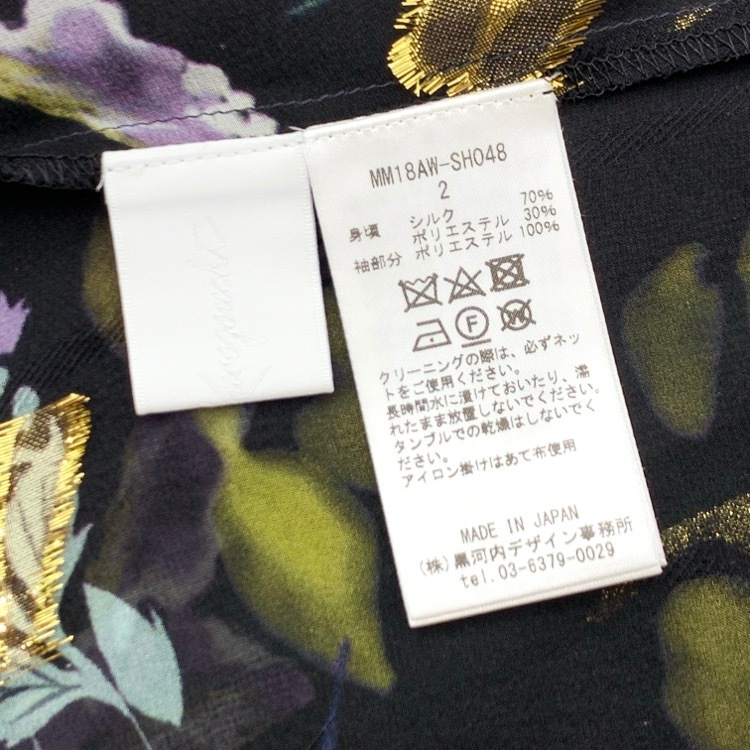 MM18AW-SH048
2
身頃 シルク 70%
ポリエステル 30%
袖部分 ポリエステル 100%
F
W
クリーニングの際は、必ずネッ
トをご使用ください。
長時間水に漬けておいたり、濡
れたまま放置しないでください。
タンブルでの乾燥はしないでく
ださい。
アイロン掛けはあて布使用
MADE IN JAPAN
(株)黒河内デザイン事務所
tel.03-6379-0029